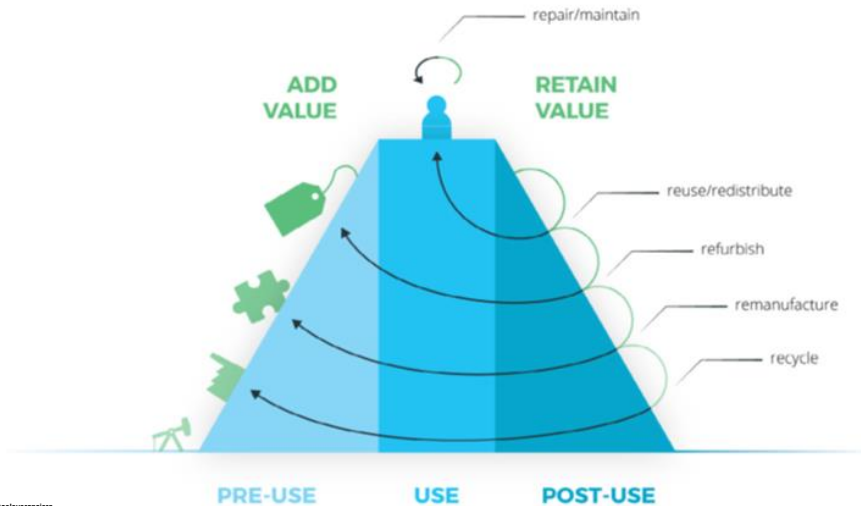 repair/maintain
ADD
VALUE
RETAIN
VALUE
reuse/redistribute
refurbish
remanufacture
recycle
PRE-USE
USE
POST-USE